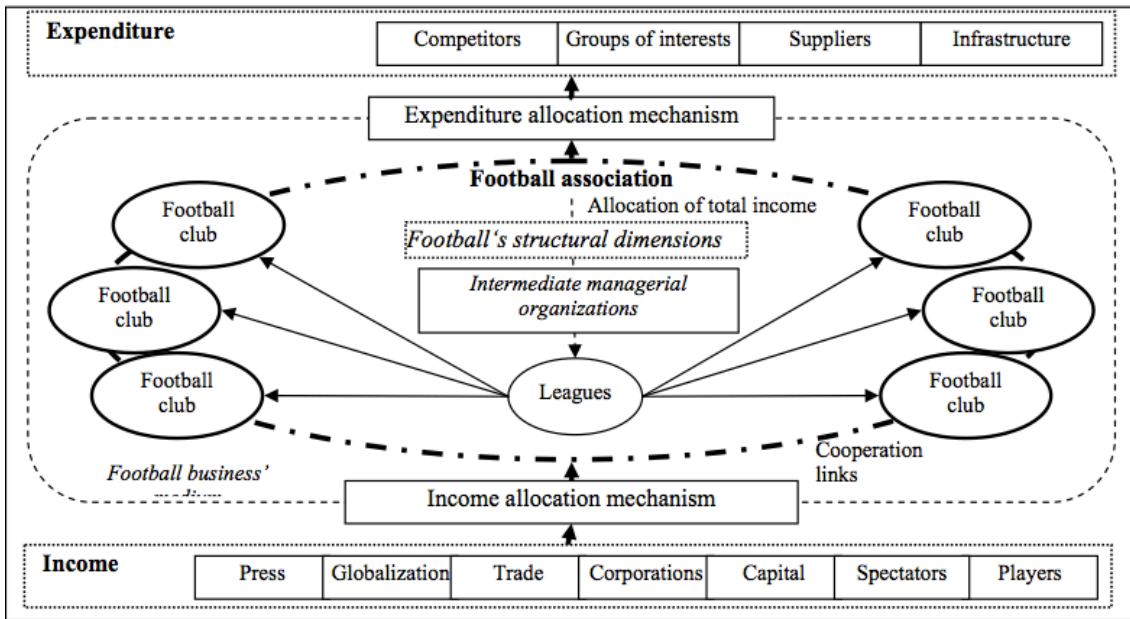 Expenditure
Competitors
Groups of interests
Suppliers
Infrastructure
Expenditure allocation mechanism
Football association
Allocation of total income
Football‘s structural dimensions
Intermediate managerial
organizations
Leagues
Football
club
Football
club
Football
club
Football
club
Football
club
Football
club
Cooperation
links
Football business’
Income allocation mechanism
Income
Press
Globalization
Trade
Corporations
Capital
Spectators
Players